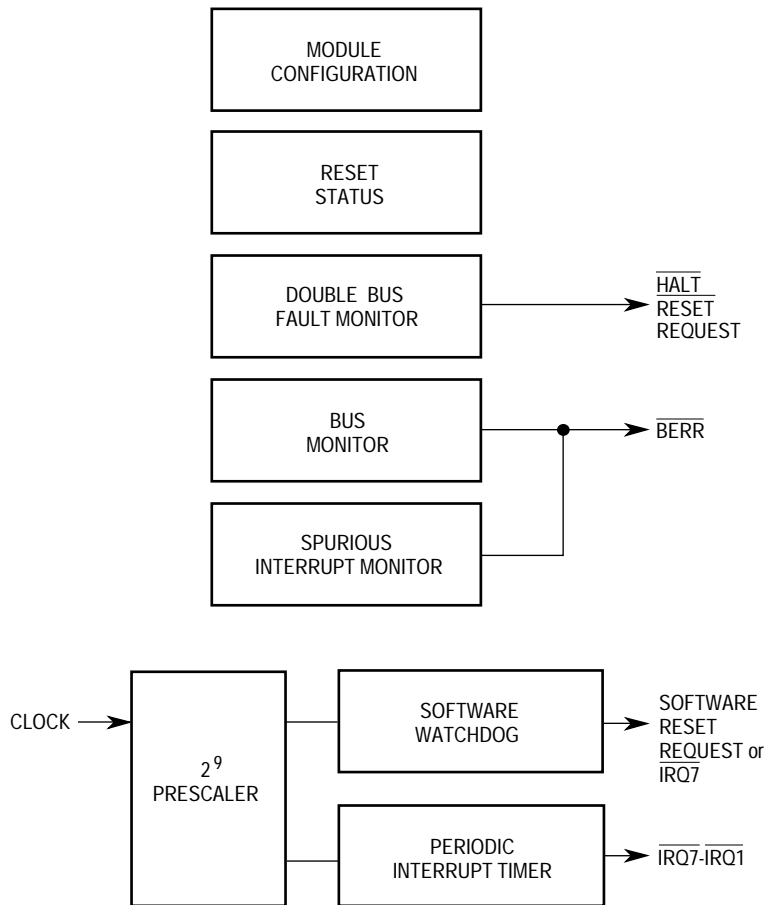 MODULE
CONFIGURATION
RESET
STATUS
DOUBLE BUS
FAULT MONITOR
HALT
RESET
REQUEST
BUS
MONITOR
BERR
SPURIOUS
INTERRUPT MONITOR
CLOCK
2⁹
PRESCALER
SOFTWARE
WATCHDOG
SOFTWARE
RESET
REQUEST or
IRQ7
PERIODIC
INTERRUPT TIMER
IRQ7-IRQ1